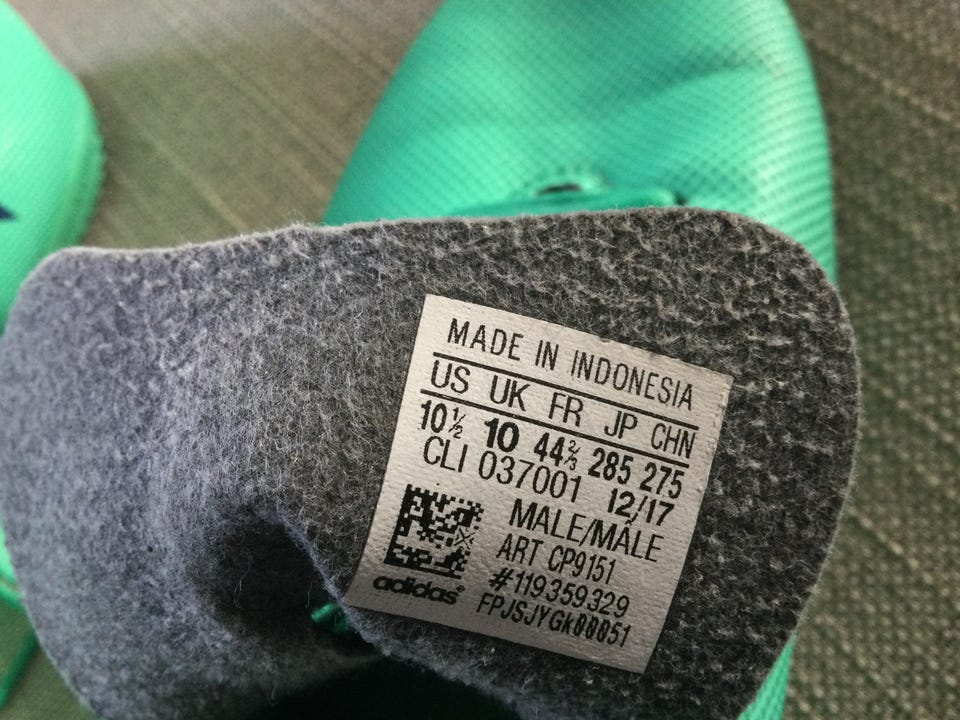 MADE IN INDONESIA
US UK FR JP CHN
10½ 10 44⅔ 285 275
CLI 037001 12/17
MALE/MÂLE
ART CP9151
#119359329
adidas FPJSJYGK00051